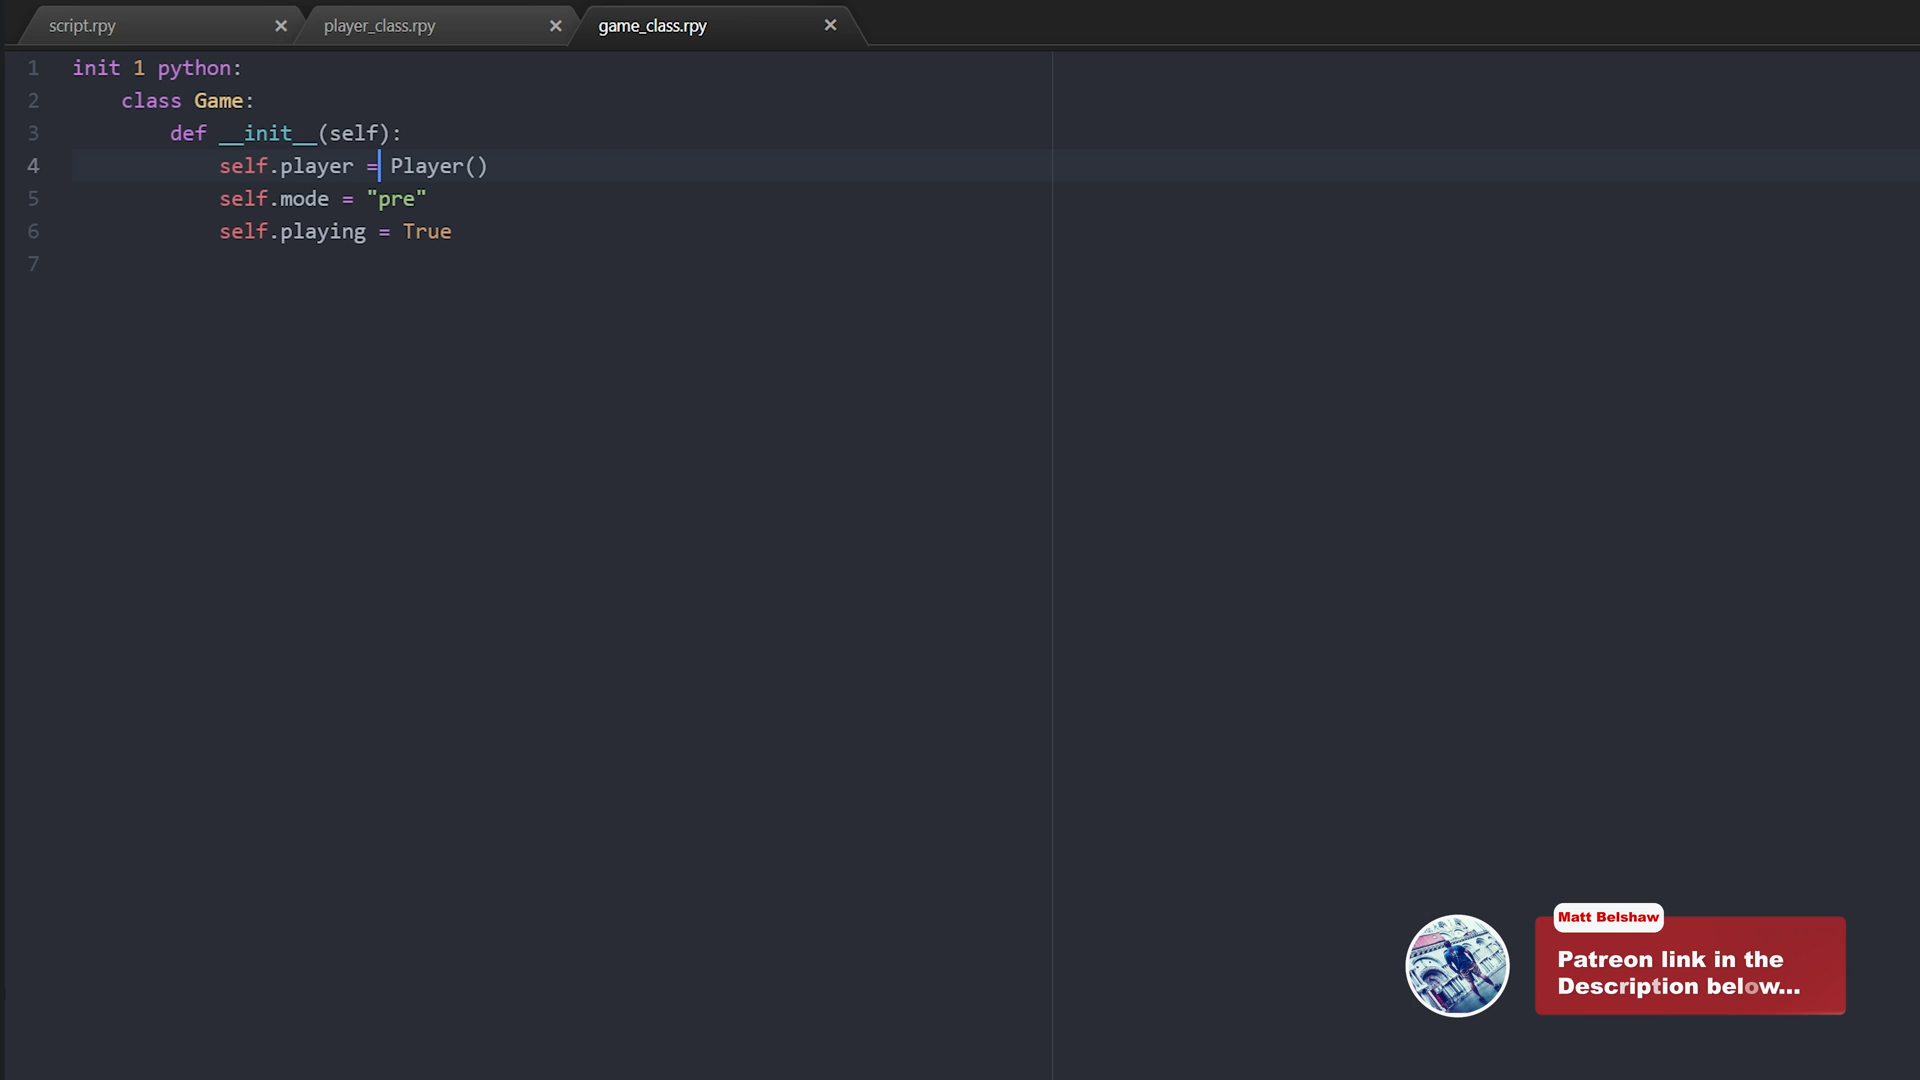 script.rpy
player_class.rpy
game_class.rpy
1 init 1 python:
2 class Game:
3 def __init__(self):
4 self.player = Player()
5 self.mode = "pre"
6 self.playing = True
7
Matt Belshaw
Patreon link in the
Description below...